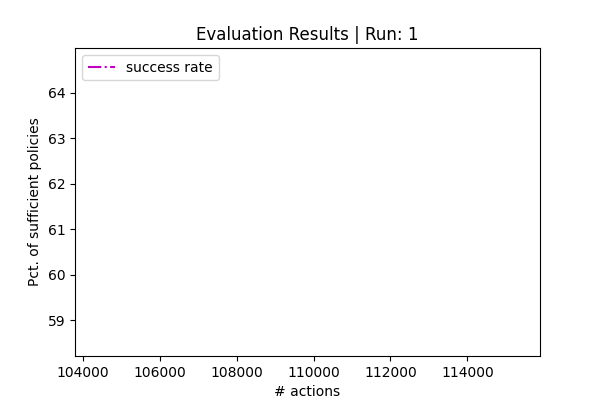 Evaluation Results | Run: 1
success rate
Pct. of sufficient policies
64
63
62
61
60
59
104000 106000 108000 110000 112000 114000
# actions